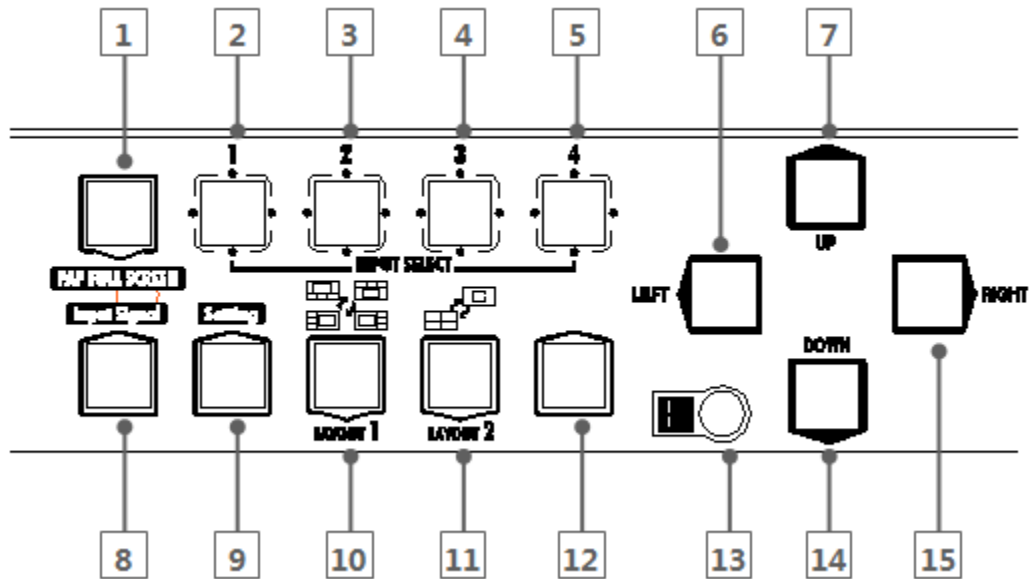 1 2 3 4 5 6 7
1 2 3 4
UP
INPUT SELECT
LEFT RIGHT
FULL SCREEN
Input Signal Setting
DOWN
LAYOUT 1 LAYOUT 2
8 9 10 11 12 13 14 15